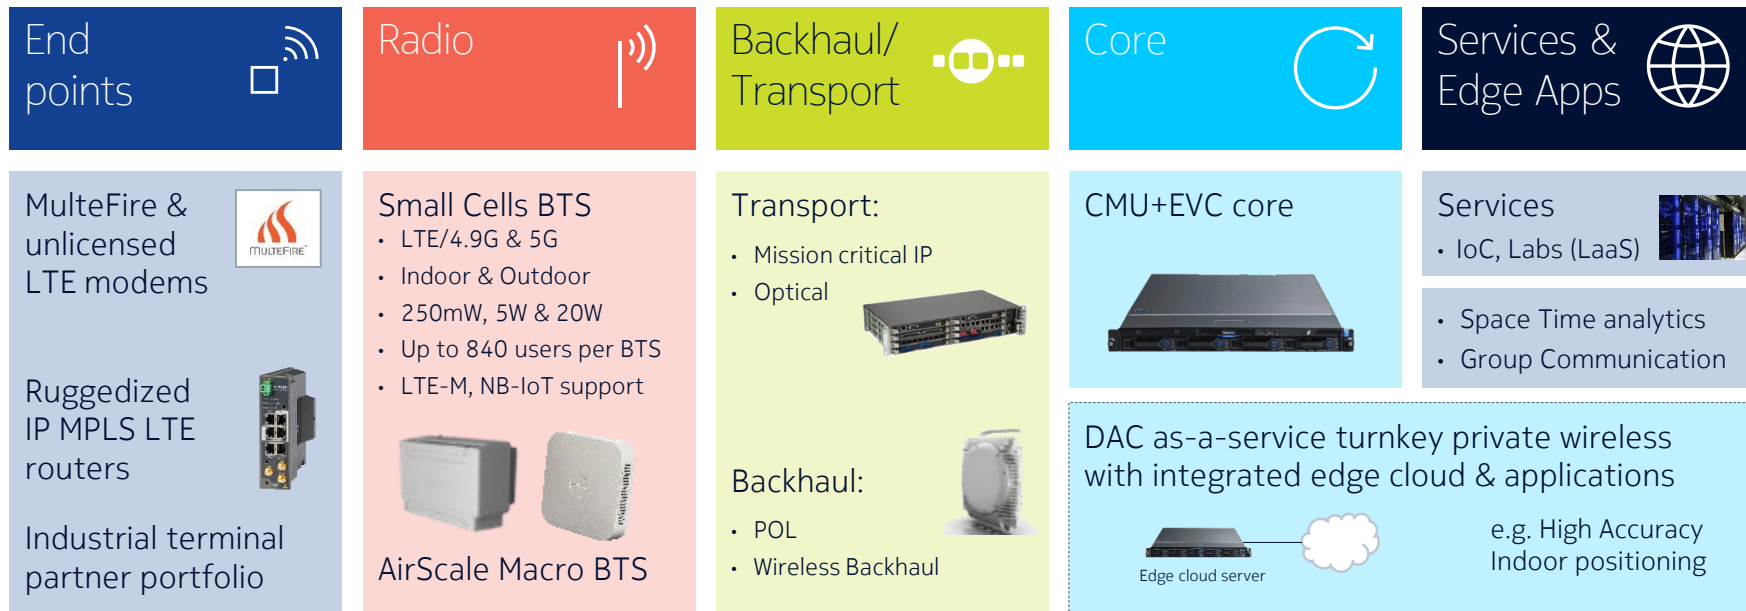 End
points
Radio
Backhaul/
Transport
Core
Services &
Edge Apps
MulteFire &
unlicensed
LTE modems
MULTEFIRE
Ruggedized
IP MPLS LTE
routers
Industrial terminal
partner portfolio
Small Cells BTS
• LTE/4.9G & 5G
• Indoor & Outdoor
• 250mW, 5W & 20W
• Up to 840 users per BTS
• LTE-M, NB-IoT support
AirScale Macro BTS
Transport:
• Mission critical IP
• Optical
Backhaul:
• POL
• Wireless Backhaul
CMU+EVC core
Services
• IoC, Labs (LaaS)
• Space Time analytics
• Group Communication
DAC as-a-service turnkey private wireless
with integrated edge cloud & applications
Edge cloud server
e.g. High Accuracy
Indoor positioning